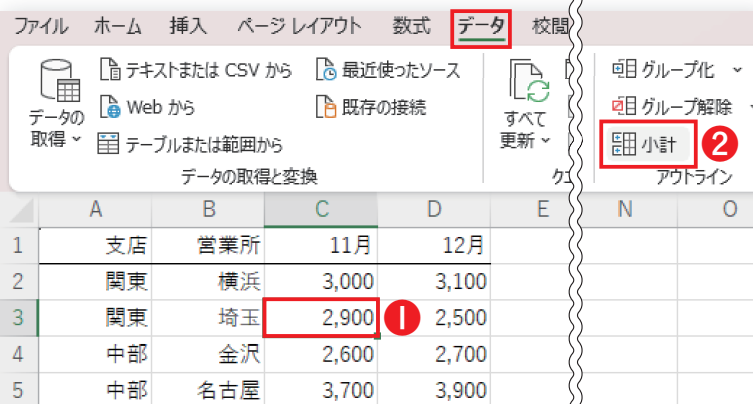 ファイル ホーム 挿入 ページ レイアウト 数式 データ 校閲
テキストまたは CSV から 最近使ったソース グループ化
Web から 既存の接続 グループ解除
データの取得 すべて更新 小計 2
テーブルまたは範囲から
データの取得と変換 クエ アウトライン
A B C D E N O
1 支店 営業所 11月 12月
2 関東 横浜 3,000 3,100
3 関東 埼玉 2,900 1 2,500
4 中部 金沢 2,600 2,700
5 中部 名古屋 3,700 3,900